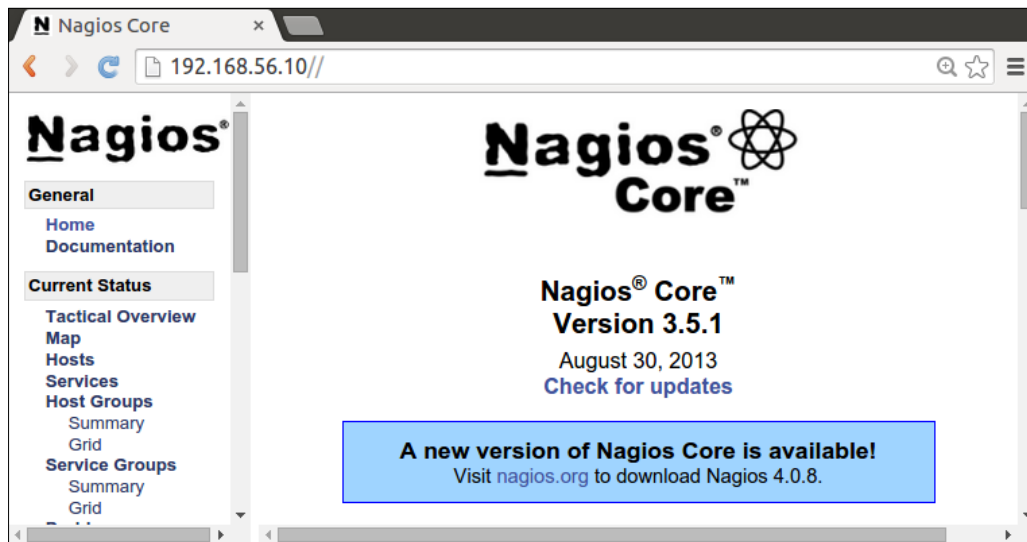 Nagios Core
192.168.56.10//
Nagios®
General
Home
Documentation
Current Status
Tactical Overview
Map
Hosts
Services
Host Groups
Summary
Grid
Service Groups
Summary
Grid
Nagios®
Core™
Nagios® Core™
Version 3.5.1
August 30, 2013
Check for updates
A new version of Nagios Core is available!
Visit nagios.org to download Nagios 4.0.8.